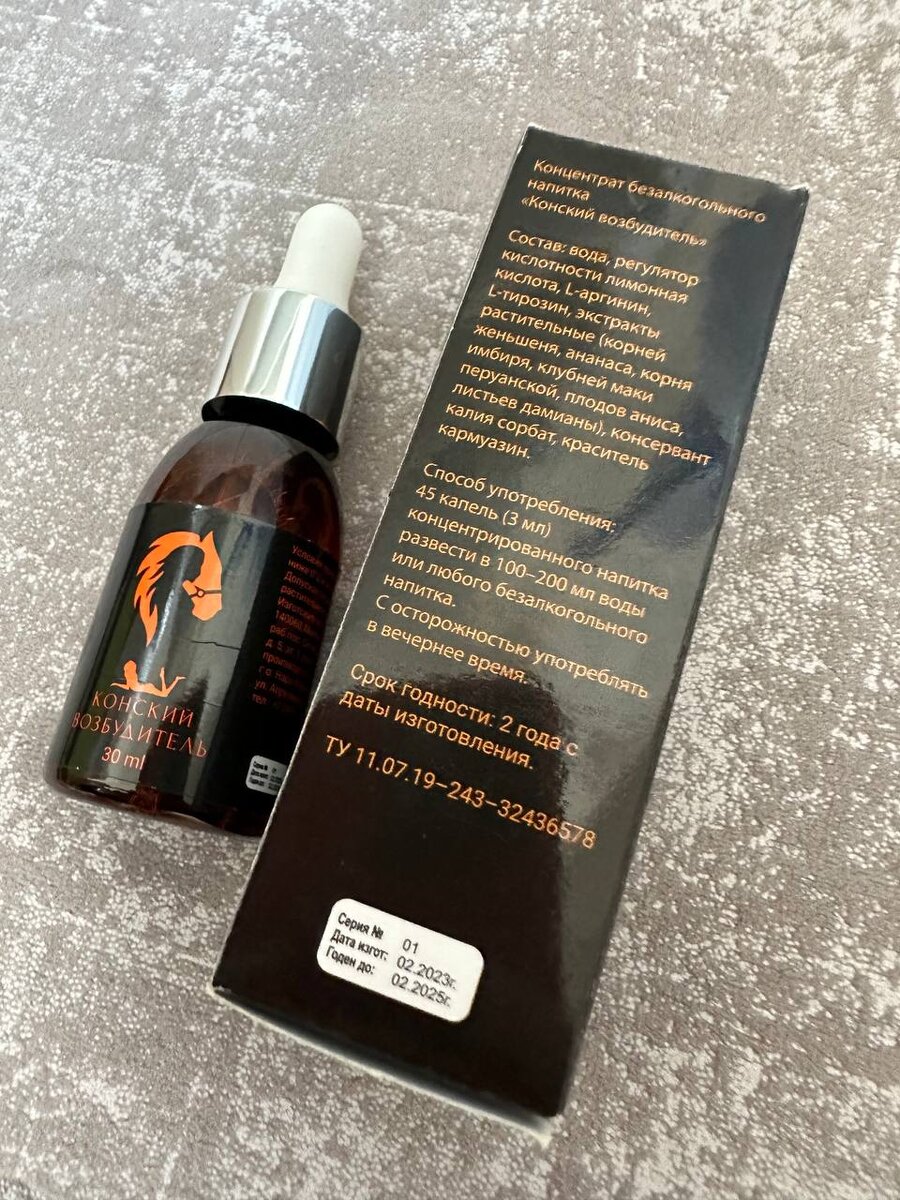 Концентрат безалкогольного
напитка
«Конский возбудитель»
Состав: вода, регулятор
кислотности лимонная
кислота, L-аргинин,
L-тирозин, экстракты
растительные (корней
женьшеня, ананаса, корня
имбиря, клубней маки
перуанской, плодов аниса,
листьев дамианы), консервант
калия сорбат, краситель
кармуазин.
Способ употребления:
45 капель (3 мл)
концентрированного напитка
развести в 100–200 мл воды
или любого безалкогольного
напитка.
С осторожностью употреблять
в вечернее время.
Срок годности: 2 года с
даты изготовления.
ТУ 11.07.19–243–32436578
Серия № 01
Дата изгот: 02.2023г.
Годен до: 02.2025г.
КОНСКИЙ
ВОЗБУДИТЕЛЬ
30 ml